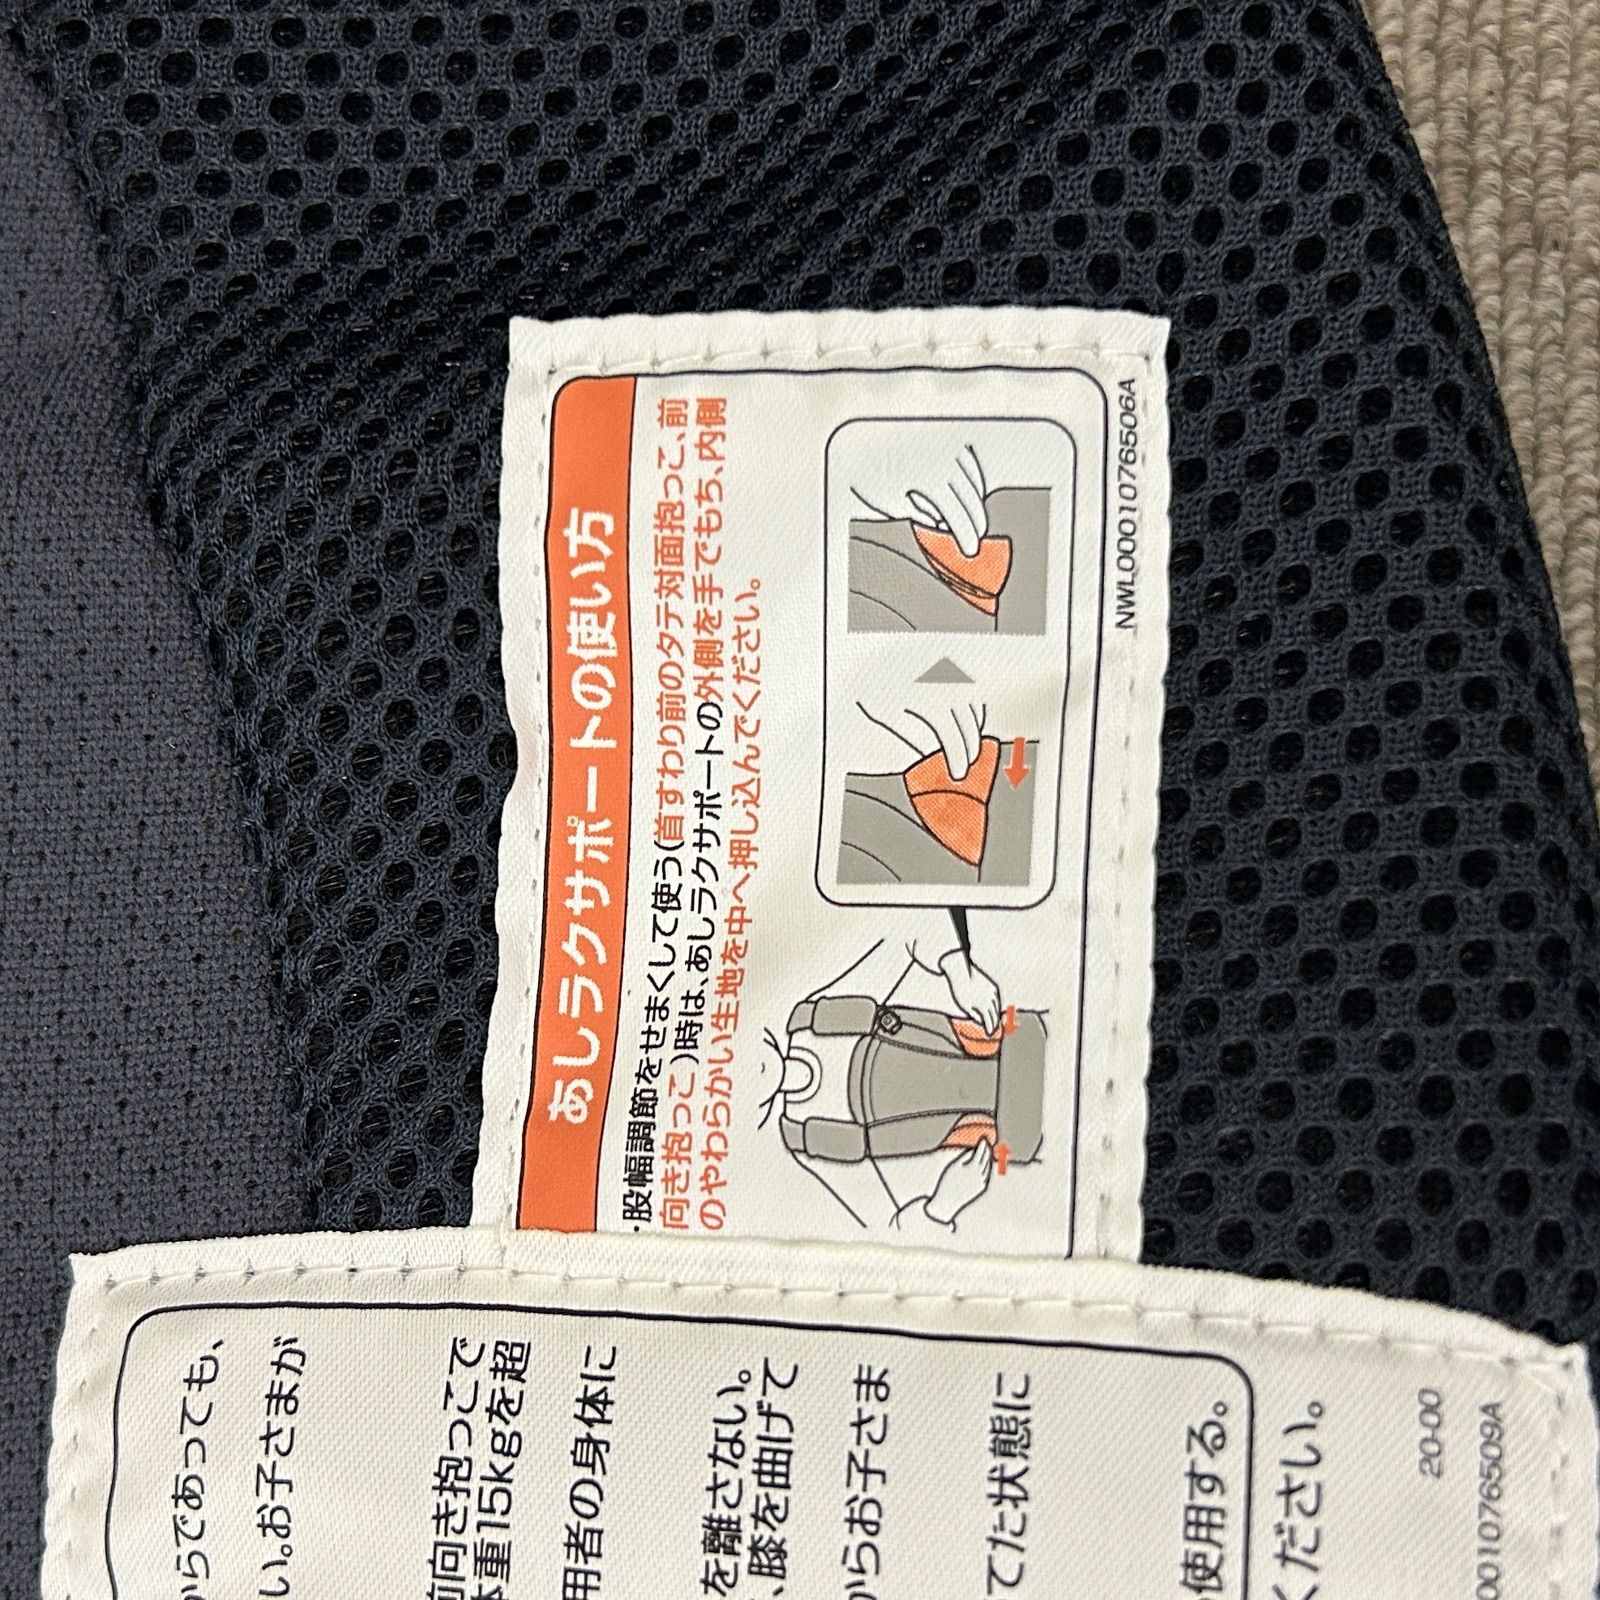 あしラクサポートの使い方
・股幅調節をせまくして使う(首すわり前のタテ対面抱っこ、前
向き抱っこ)時は、あしラクサポートの外側を手でもち、内側
のやわらかい生地を中へ押し込んでください。
NWL0001076506A
からであっても、
い。お子さまが
前向き抱っこで
体重15kgを超
用者の身体に
を離さない。
、膝を曲げて
からお子さま
てた状態に
使用する。
ください。
20-00
001076509A